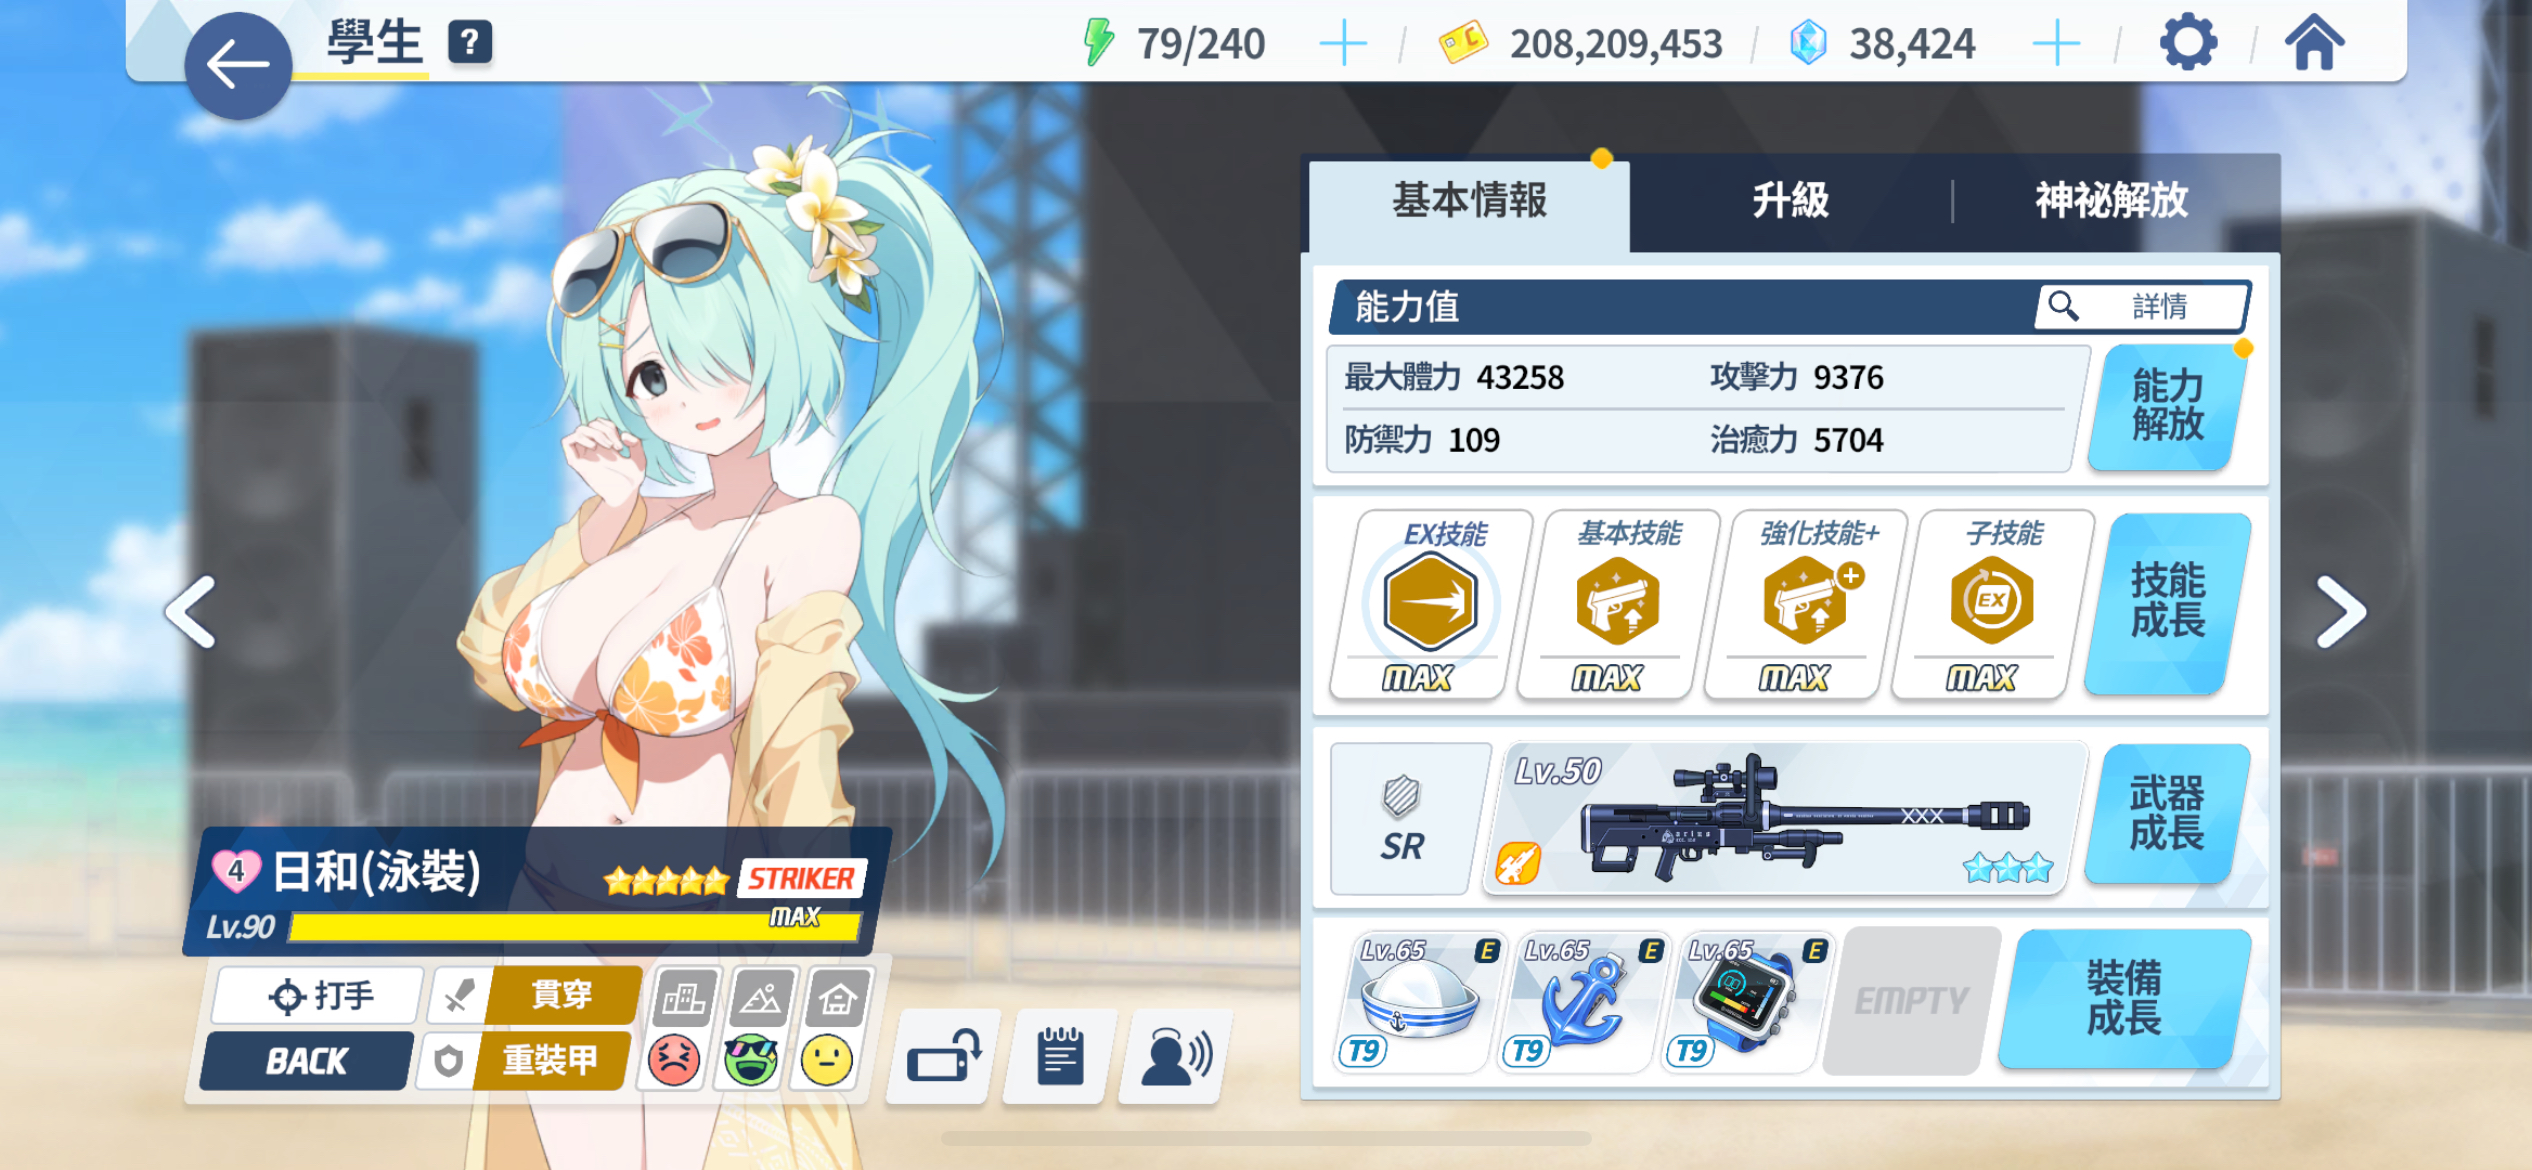 學生 ?
79/240
208,209,453
38,424
基本情報
升級
神祕解放
能力值
詳情
最大體力 43258
攻擊力 9376
防禦力 109
治癒力 5704
能力
解放
EX技能
基本技能
強化技能+
子技能
EX
MAX
MAX
MAX
MAX
技能
成長
SR
Lv.50
武器
成長
Lv.65 E
T9
Lv.65 E
T9
Lv.65 E
T9
EMPTY
裝備
成長
4 日和(泳裝)
STRIKER
Lv.90
MAX
打手
貫穿
BACK
重裝甲